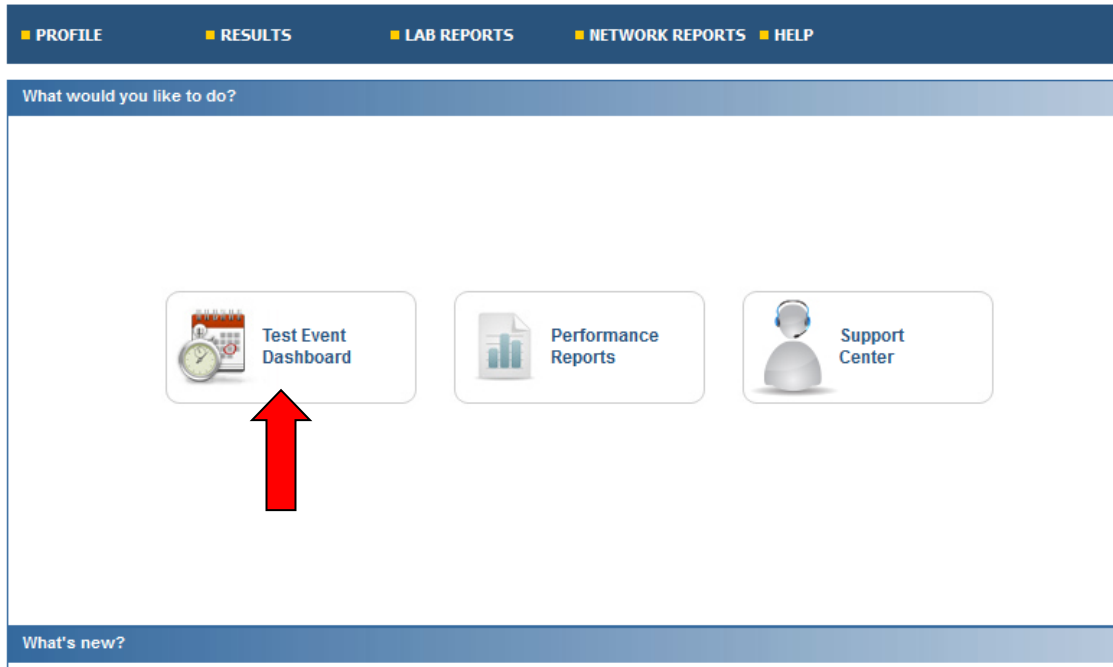 PROFILE RESULTS LAB REPORTS NETWORK REPORTS HELP
What would you like to do?
Test Event
Dashboard
Performance
Reports
Support
Center
What's new?